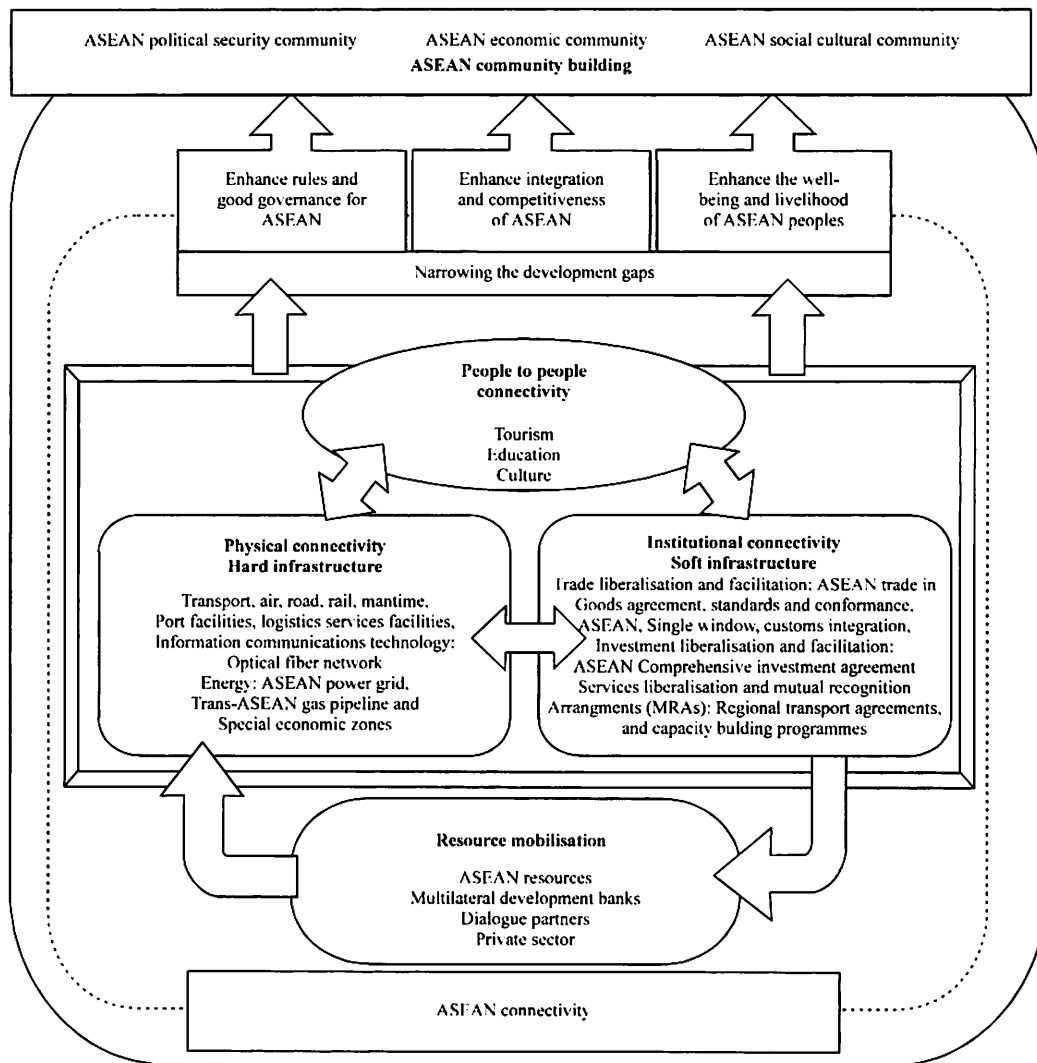 ASEAN political security community ASEAN economic community ASEAN social cultural community
ASEAN community building
Enhance rules and
good governance for
ASEAN
Enhance integration
and competitiveness
of ASEAN
Enhance the well-
being and livelihood
of ASEAN peoples
Narrowing the development gaps
People to people
connectivity
Tourism
Education
Culture
Physical connectivity
Hard infrastructure
Transport, air, road, rail, mantime,
Port facilities, logistics services facilities,
Information communications technology:
Optical fiber network
Energy: ASEAN power grid,
Trans-ASEAN gas pipeline and
Special economic zones
Institutional connectivity
Soft infrastructure
Trade liberalisation and facilitation: ASEAN trade in
Goods agreement, standards and conformance,
ASEAN, Single window, customs integration,
Investment liberalisation and facilitation:
ASEAN Comprehensive investment agreement
Services liberalisation and mutual recognition
Arrangments (MRAs): Regional transport agreements,
and capacity bulding programmes
Resource mobilisation
ASEAN resources
Multilateral development banks
Dialogue partners
Private sector
ASEAN connectivity